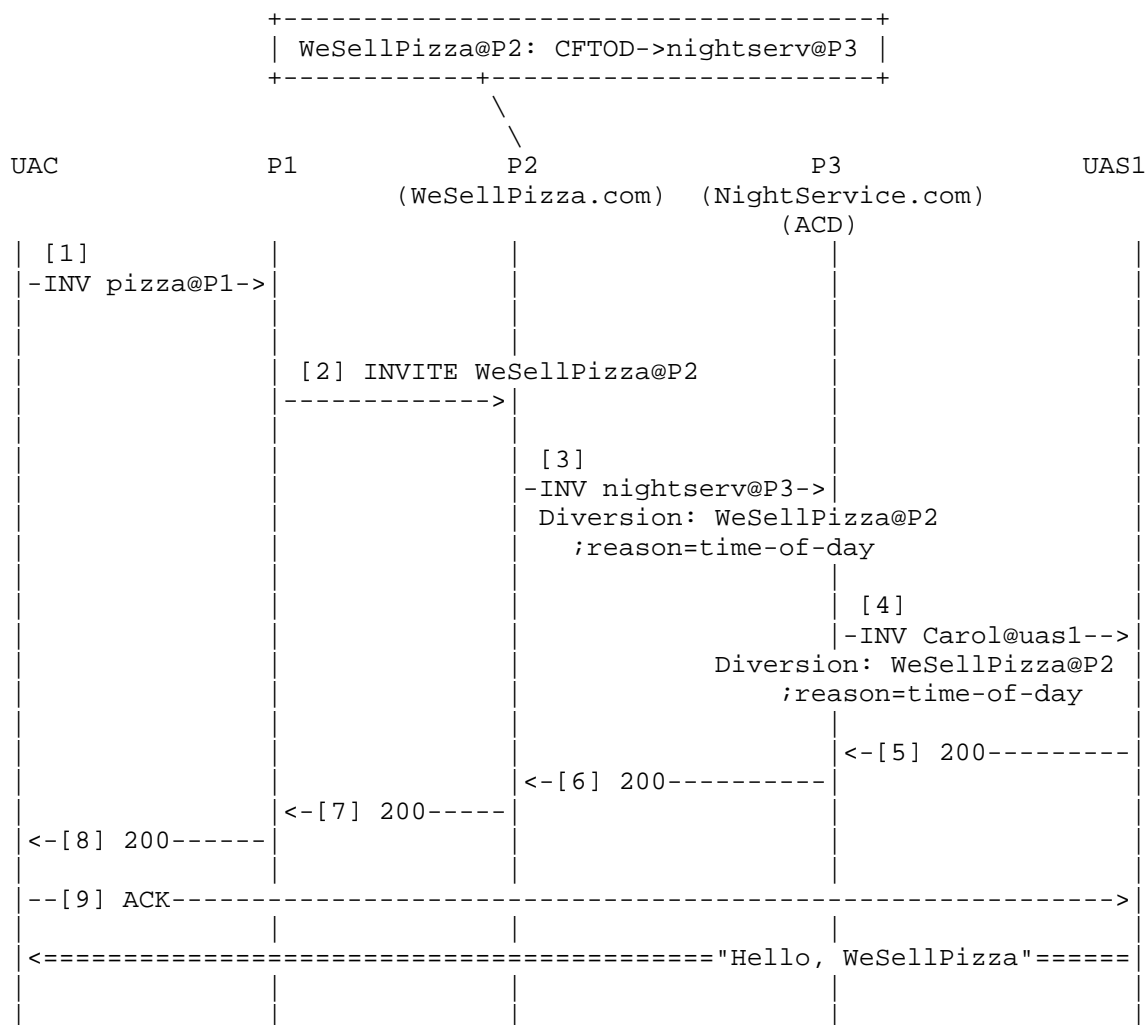 WeSellPizza@P2: CFTOD->nightserv@P3
UAC P1 P2 P3 UAS1
(WeSellPizza.com) (NightService.com)
(ACD)
[1]
-INV pizza@P1->
[2] INVITE WeSellPizza@P2
------------->
[3]
-INV nightserv@P3->
Diversion: WeSellPizza@P2
;reason=time-of-day
[4]
-INV Carol@uas1-->
Diversion: WeSellPizza@P2
;reason=time-of-day
<-[5] 200---------
<-[6] 200----------
<-[7] 200-----
<-[8] 200------
--[9] ACK----------------------------------------------------------->
<=========================================="Hello, WeSellPizza"======